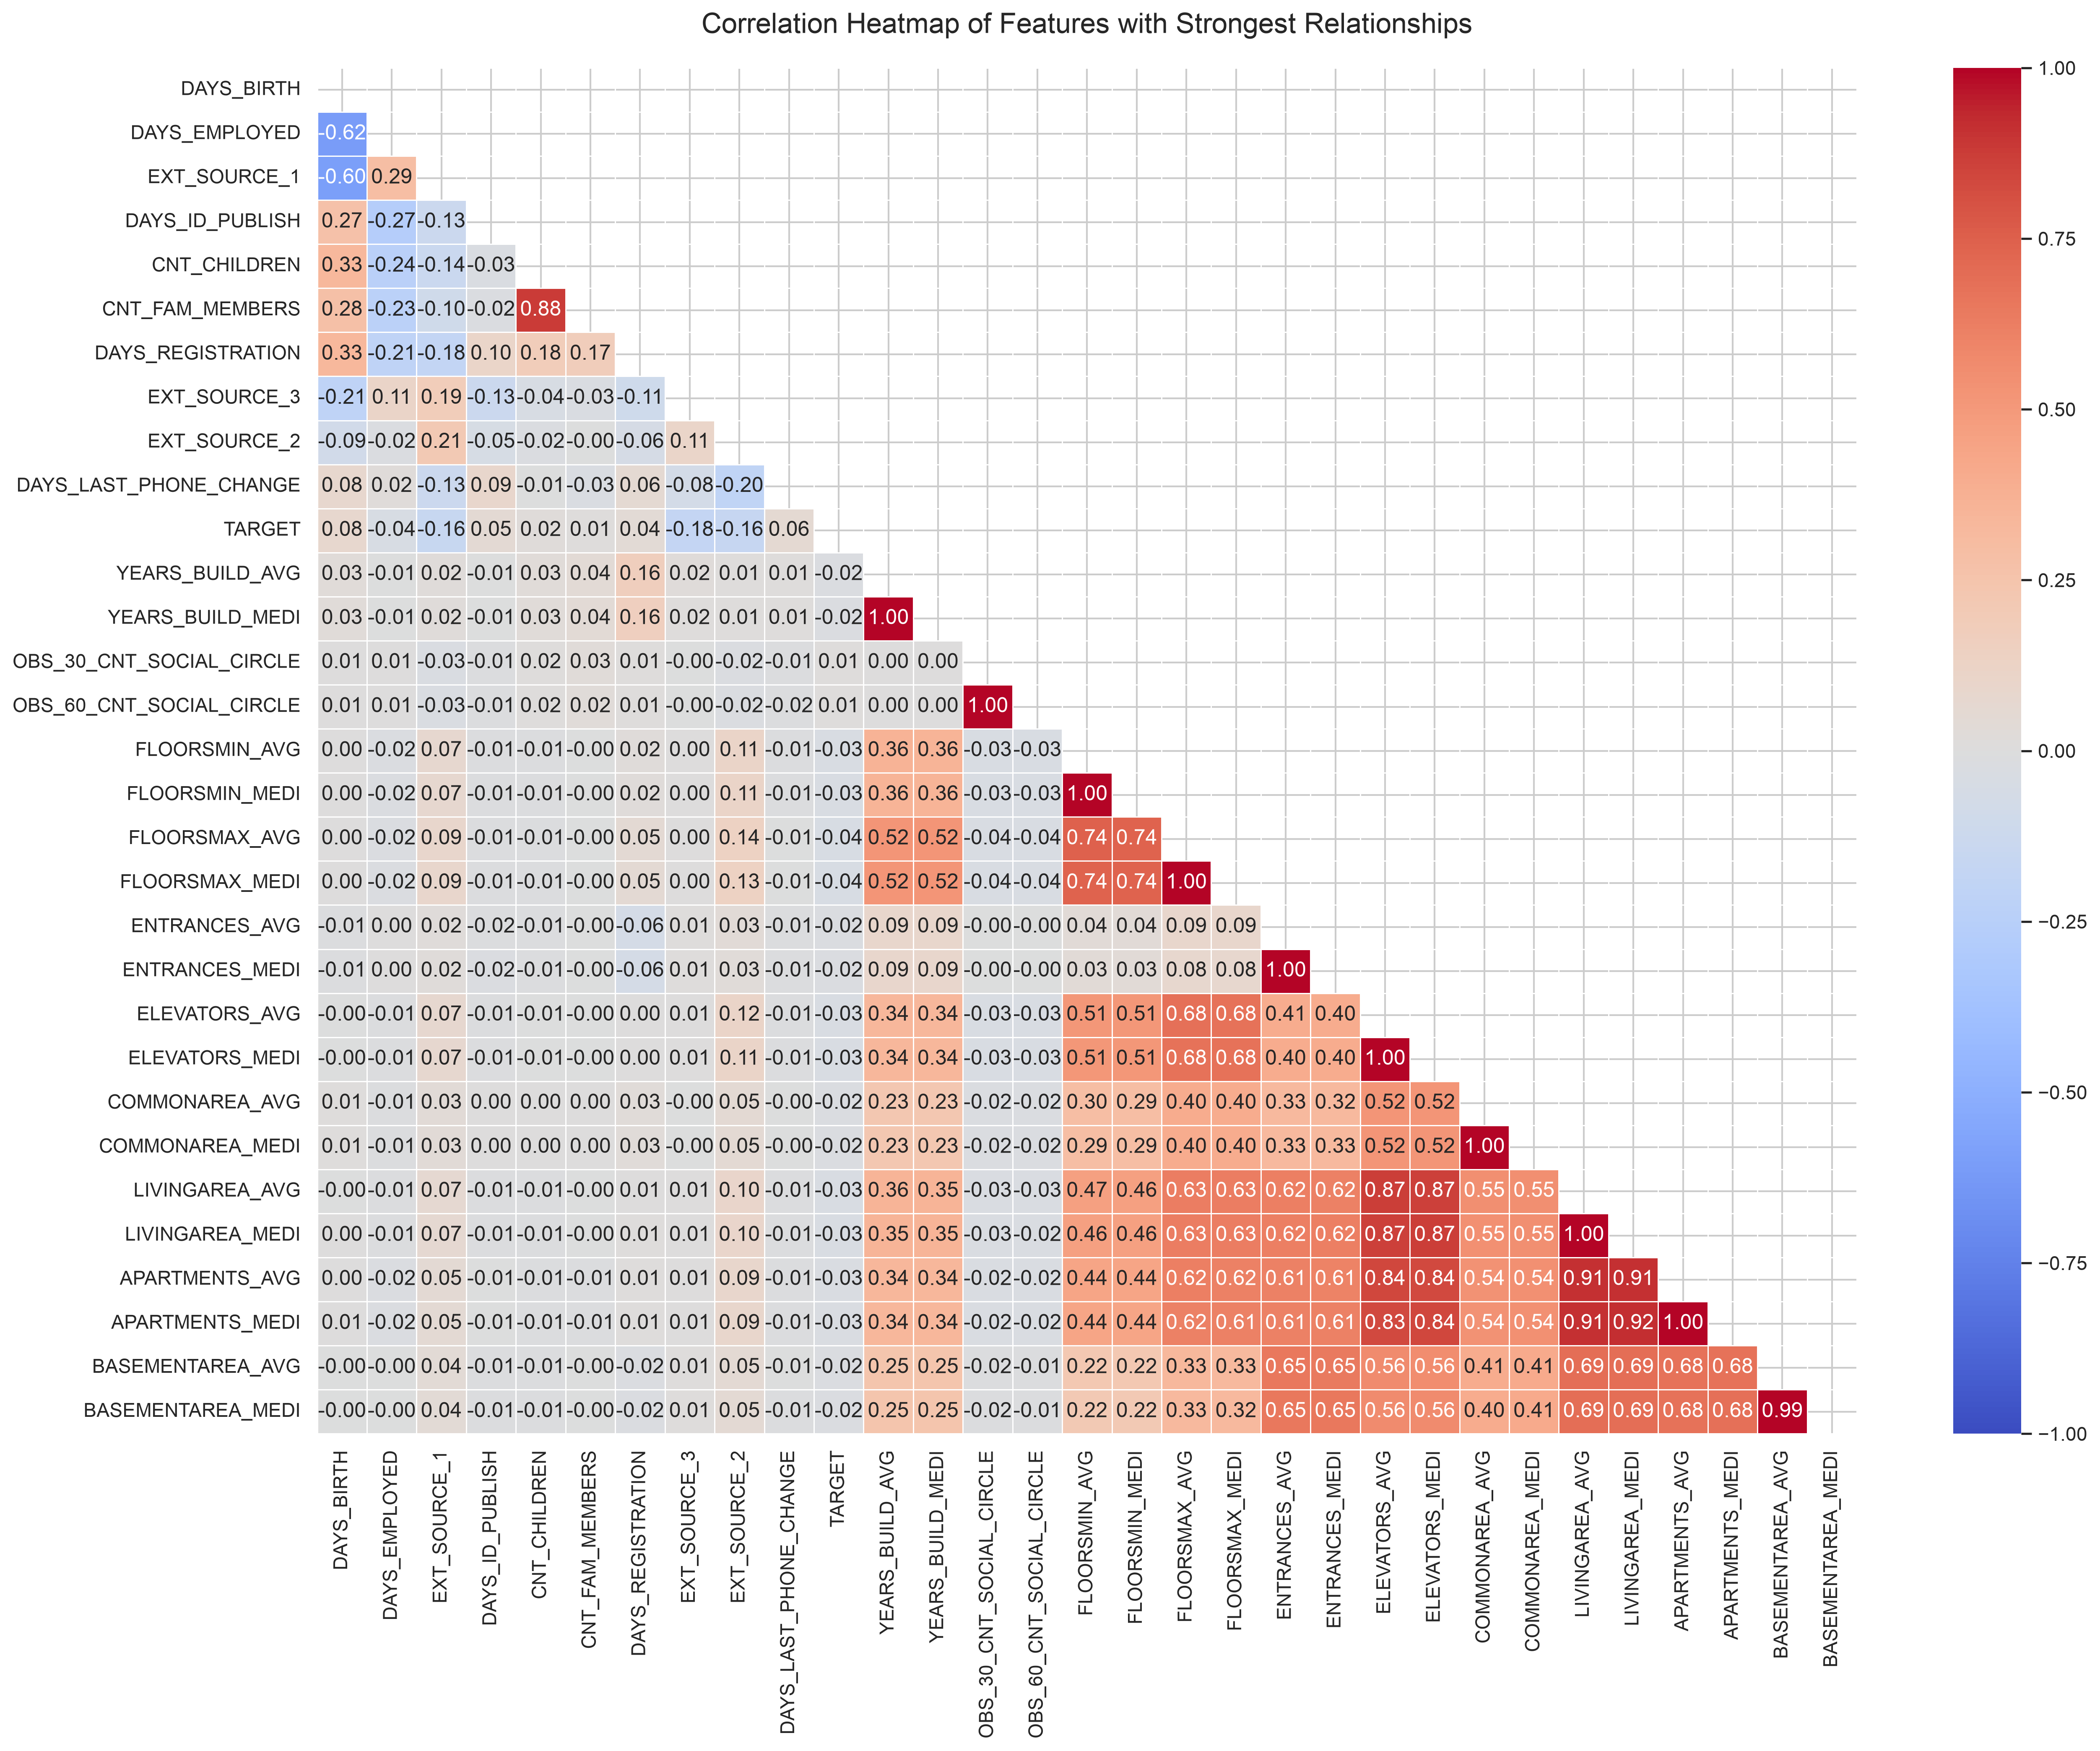 Correlation Heatmap of Features with Strongest Relationships
DAYS_BIRTH
DAYS_EMPLOYED -0.62
EXT_SOURCE_1 -0.60 0.29
DAYS_ID_PUBLISH 0.27 -0.27 -0.13
CNT_CHILDREN 0.33 -0.24 -0.14 -0.03
CNT_FAM_MEMBERS 0.28 -0.23 -0.10 -0.02 0.88
DAYS_REGISTRATION 0.33 -0.21 -0.18 0.10 0.18 0.17
EXT_SOURCE_3 -0.21 0.11 0.19 -0.13 -0.04 -0.03 -0.11
EXT_SOURCE_2 -0.09 -0.02 0.21 -0.05 -0.02 -0.00 -0.06 0.11
DAYS_LAST_PHONE_CHANGE 0.08 0.02 -0.13 0.09 -0.01 -0.03 0.06 -0.08 -0.20
TARGET 0.08 -0.04 -0.16 0.05 0.02 0.01 0.04 -0.18 -0.16 0.06
YEARS_BUILD_AVG 0.03 -0.01 0.02 -0.01 0.03 0.04 0.16 0.02 0.01 0.01 -0.02
YEARS_BUILD_MEDI 0.03 -0.01 0.02 -0.01 0.03 0.04 0.16 0.02 0.01 0.01 -0.02 1.00
OBS_30_CNT_SOCIAL_CIRCLE 0.01 0.01 -0.03 -0.01 0.02 0.03 0.01 -0.00 -0.02 -0.01 0.01 0.00 0.00
OBS_60_CNT_SOCIAL_CIRCLE 0.01 0.01 -0.03 -0.01 0.02 0.02 0.01 -0.00 -0.02 -0.02 0.01 0.00 0.00 1.00
FLOORSMIN_AVG 0.00 -0.02 0.07 -0.01 -0.01 -0.00 0.02 0.00 0.11 -0.01 -0.03 0.36 0.36 -0.03 -0.03
FLOORSMIN_MEDI 0.00 -0.02 0.07 -0.01 -0.01 -0.00 0.02 0.00 0.11 -0.01 -0.03 0.36 0.36 -0.03 -0.03 1.00
FLOORSMAX_AVG 0.00 -0.02 0.09 -0.01 -0.01 -0.00 0.05 0.00 0.14 -0.01 -0.04 0.52 0.52 -0.04 -0.04 0.74 0.74
FLOORSMAX_MEDI 0.00 -0.02 0.09 -0.01 -0.01 -0.00 0.05 0.00 0.13 -0.01 -0.04 0.52 0.52 -0.04 -0.04 0.74 0.74 1.00
ENTRANCES_AVG -0.01 0.00 0.02 -0.02 -0.01 -0.00 -0.06 0.01 0.03 -0.01 -0.02 0.09 0.09 -0.00 -0.00 0.04 0.04 0.09 0.09
ENTRANCES_MEDI -0.01 0.00 0.02 -0.02 -0.01 -0.00 -0.06 0.01 0.03 -0.01 -0.02 0.09 0.09 -0.00 -0.00 0.03 0.03 0.08 0.08 1.00
ELEVATORS_AVG -0.00 -0.01 0.07 -0.01 -0.01 -0.00 0.00 0.01 0.12 -0.01 -0.03 0.34 0.34 -0.03 -0.03 0.51 0.51 0.68 0.68 0.41 0.40
ELEVATORS_MEDI -0.00 -0.01 0.07 -0.01 -0.01 -0.00 0.00 0.01 0.11 -0.01 -0.03 0.34 0.34 -0.03 -0.03 0.51 0.51 0.68 0.68 0.40 0.40 1.00
COMMONAREA_AVG 0.01 -0.01 0.03 0.00 0.00 0.00 0.03 -0.00 0.05 -0.00 -0.02 0.23 0.23 -0.02 -0.02 0.30 0.29 0.40 0.40 0.33 0.32 0.52 0.52
COMMONAREA_MEDI 0.01 -0.01 0.03 0.00 0.00 0.00 0.03 -0.00 0.05 -0.00 -0.02 0.23 0.23 -0.02 -0.02 0.29 0.29 0.40 0.40 0.33 0.33 0.52 0.52 1.00
LIVINGAREA_AVG -0.00 -0.01 0.07 -0.01 -0.01 -0.00 0.01 0.01 0.10 -0.01 -0.03 0.36 0.35 -0.03 -0.03 0.47 0.46 0.63 0.63 0.62 0.62 0.87 0.87 0.55 0.55
LIVINGAREA_MEDI 0.00 -0.01 0.07 -0.01 -0.01 -0.00 0.01 0.01 0.10 -0.01 -0.03 0.35 0.35 -0.03 -0.02 0.46 0.46 0.63 0.63 0.62 0.62 0.87 0.87 0.55 0.55 1.00
APARTMENTS_AVG 0.00 -0.02 0.05 -0.01 -0.01 -0.01 0.01 0.01 0.09 -0.01 -0.03 0.34 0.34 -0.02 -0.02 0.44 0.44 0.62 0.62 0.61 0.61 0.84 0.84 0.54 0.54 0.91 0.91
APARTMENTS_MEDI 0.01 -0.02 0.05 -0.01 -0.01 -0.01 0.01 0.01 0.09 -0.01 -0.03 0.34 0.34 -0.02 -0.02 0.44 0.44 0.62 0.61 0.61 0.61 0.83 0.84 0.54 0.54 0.91 0.92 1.00
BASEMENTAREA_AVG -0.00 -0.00 0.04 -0.01 -0.01 -0.00 -0.02 0.01 0.05 -0.01 -0.02 0.25 0.25 -0.02 -0.01 0.22 0.22 0.33 0.33 0.65 0.65 0.56 0.56 0.41 0.41 0.69 0.69 0.68 0.68
BASEMENTAREA_MEDI -0.00 -0.00 0.04 -0.01 -0.01 -0.00 -0.02 0.01 0.05 -0.01 -0.02 0.25 0.25 -0.02 -0.01 0.22 0.22 0.33 0.32 0.65 0.65 0.56 0.56 0.40 0.41 0.69 0.69 0.68 0.68 0.99
DAYS_BIRTH
DAYS_EMPLOYED
EXT_SOURCE_1
DAYS_ID_PUBLISH
CNT_CHILDREN
CNT_FAM_MEMBERS
DAYS_REGISTRATION
EXT_SOURCE_3
EXT_SOURCE_2
DAYS_LAST_PHONE_CHANGE
TARGET
YEARS_BUILD_AVG
YEARS_BUILD_MEDI
OBS_30_CNT_SOCIAL_CIRCLE
OBS_60_CNT_SOCIAL_CIRCLE
FLOORSMIN_AVG
FLOORSMIN_MEDI
FLOORSMAX_AVG
FLOORSMAX_MEDI
ENTRANCES_AVG
ENTRANCES_MEDI
ELEVATORS_AVG
ELEVATORS_MEDI
COMMONAREA_AVG
COMMONAREA_MEDI
LIVINGAREA_AVG
LIVINGAREA_MEDI
APARTMENTS_AVG
APARTMENTS_MEDI
BASEMENTAREA_AVG
BASEMENTAREA_MEDI
1.00
0.75
0.50
0.25
0.00
−0.25
−0.50
−0.75
−1.00